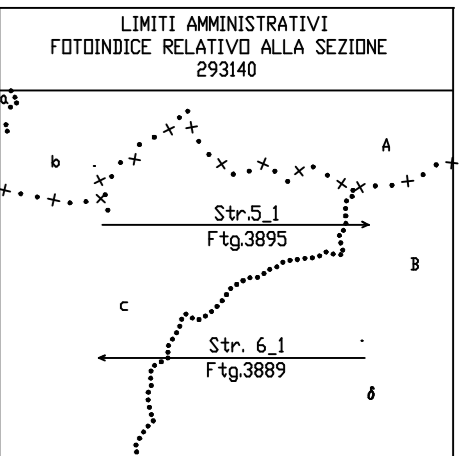 LIMITI AMMINISTRATIVI
FOTOINDICE RELATIVO ALLA SEZIONE
293140
a
b
A
Str.5_1
Ftg.3895
B
c
Str. 6_1
Ftg.3889
δ